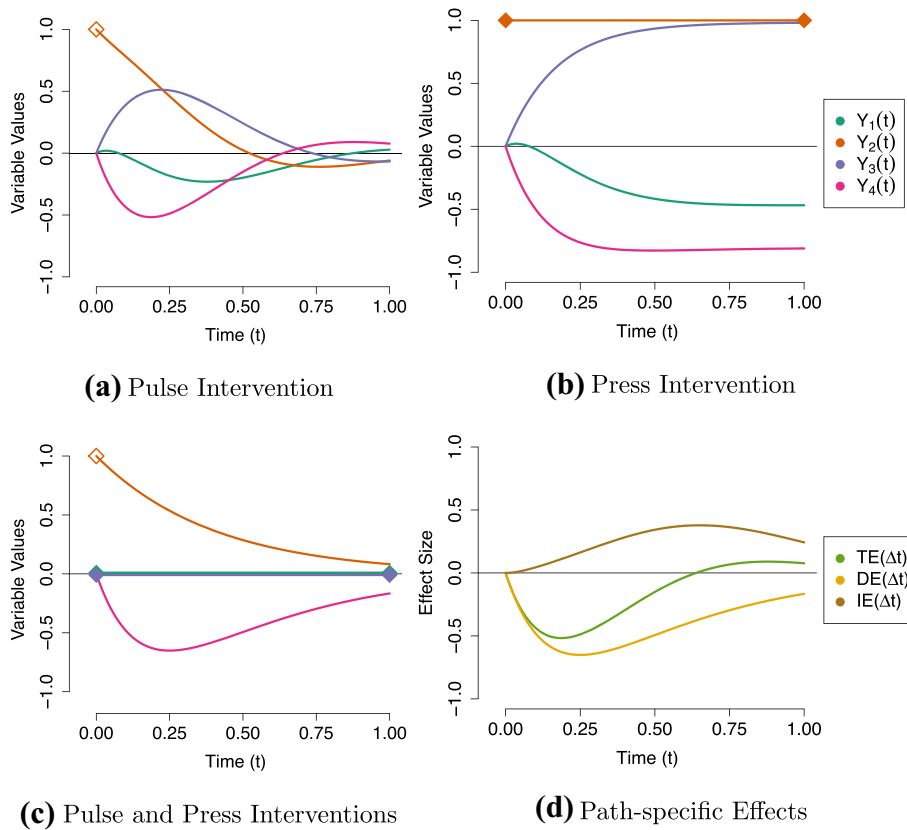 Variable Values
1.0
0.5
0.0
−0.5
−1.0
0.00 0.25 0.50 0.75 1.00
Time (t)
(a) Pulse Intervention
Variable Values
1.0
0.5
0.0
−0.5
−1.0
0.00 0.25 0.50 0.75 1.00
Time (t)
(b) Press Intervention
Y1(t)
Y2(t)
Y3(t)
Y4(t)
Variable Values
1.0
0.5
0.0
−0.5
−1.0
0.00 0.25 0.50 0.75 1.00
Time (t)
(c) Pulse and Press Interventions
Effect Size
1.0
0.5
0.0
−0.5
−1.0
0.00 0.25 0.50 0.75 1.00
Time (t)
(d) Path-specific Effects
TE(Δt)
DE(Δt)
IE(Δt)